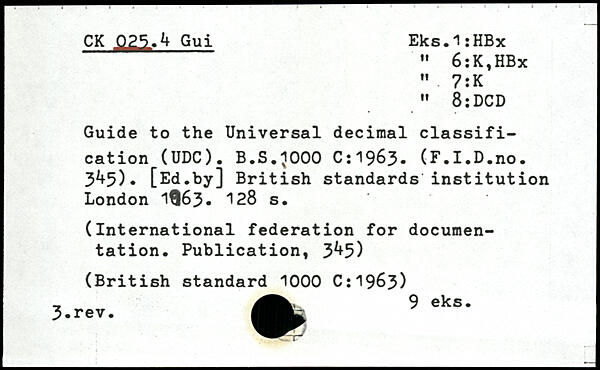 CK 025.4 Gui
Eks.1:HBx
" 6:K,HBx
" 7:K
" 8:DCD
Guide to the Universal decimal classifi-
cation (UDC). B.S.1000 C:1963. (F.I.D.no.
345). [Ed.by] British standards institution
London 1963. 128 s.
(International federation for documen-
tation. Publication, 345)
(British standard 1000 C:1963)
9 eks.
3.rev.